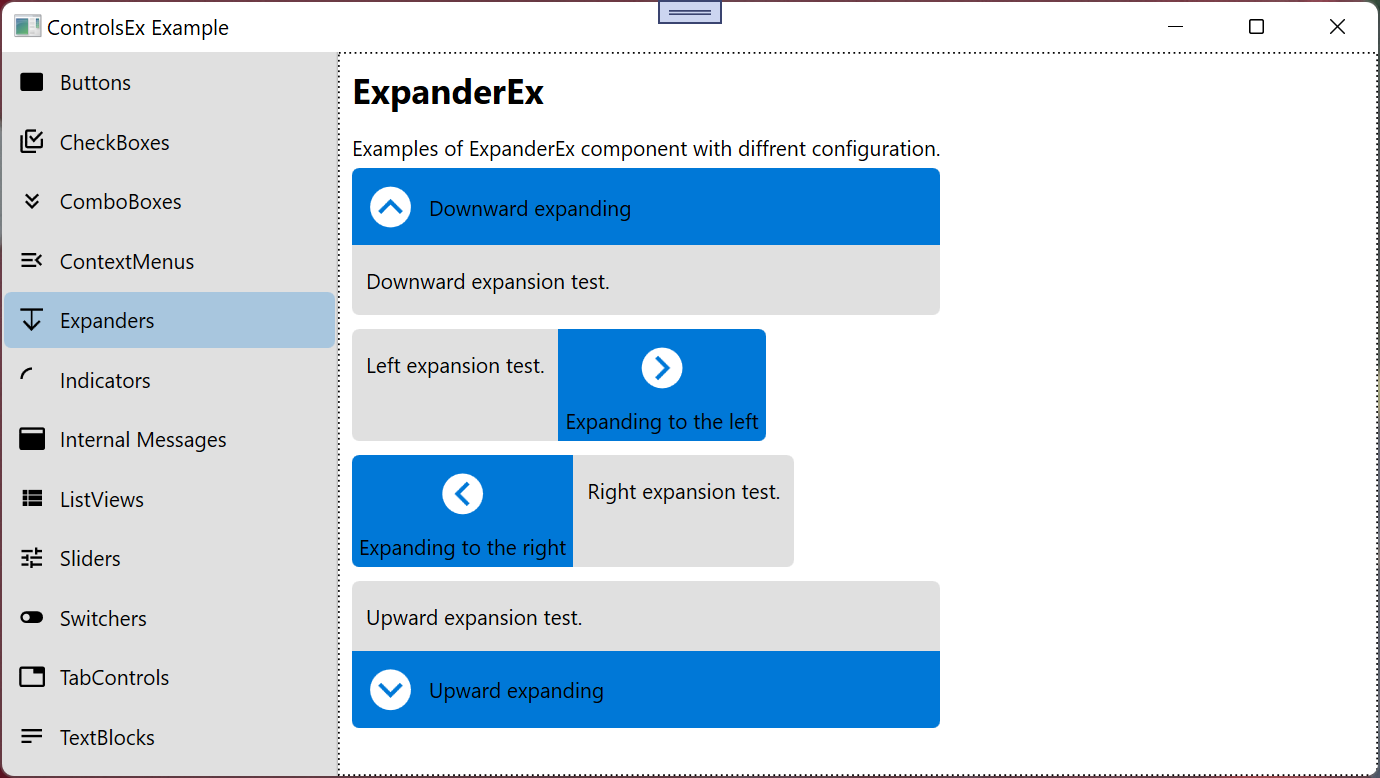 ControlsEx Example
Buttons
CheckBoxes
ComboBoxes
ContextMenus
Expanders
Indicators
Internal Messages
ListViews
Sliders
Switchers
TabControls
TextBlocks
ExpanderEx
Examples of ExpanderEx component with diffrent configuration.
Downward expanding
Downward expansion test.
Left expansion test.
Expanding to the left
Expanding to the right
Right expansion test.
Upward expansion test.
Upward expanding